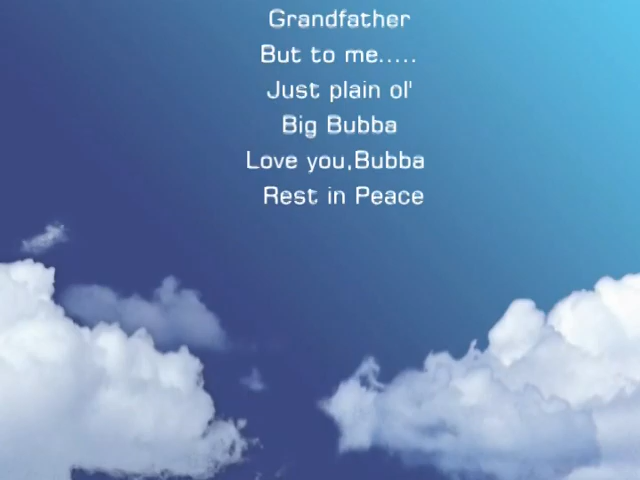 Grandfather
But to me.....
Just plain ol'
Big Bubba
Love you,Bubba
Rest in Peace